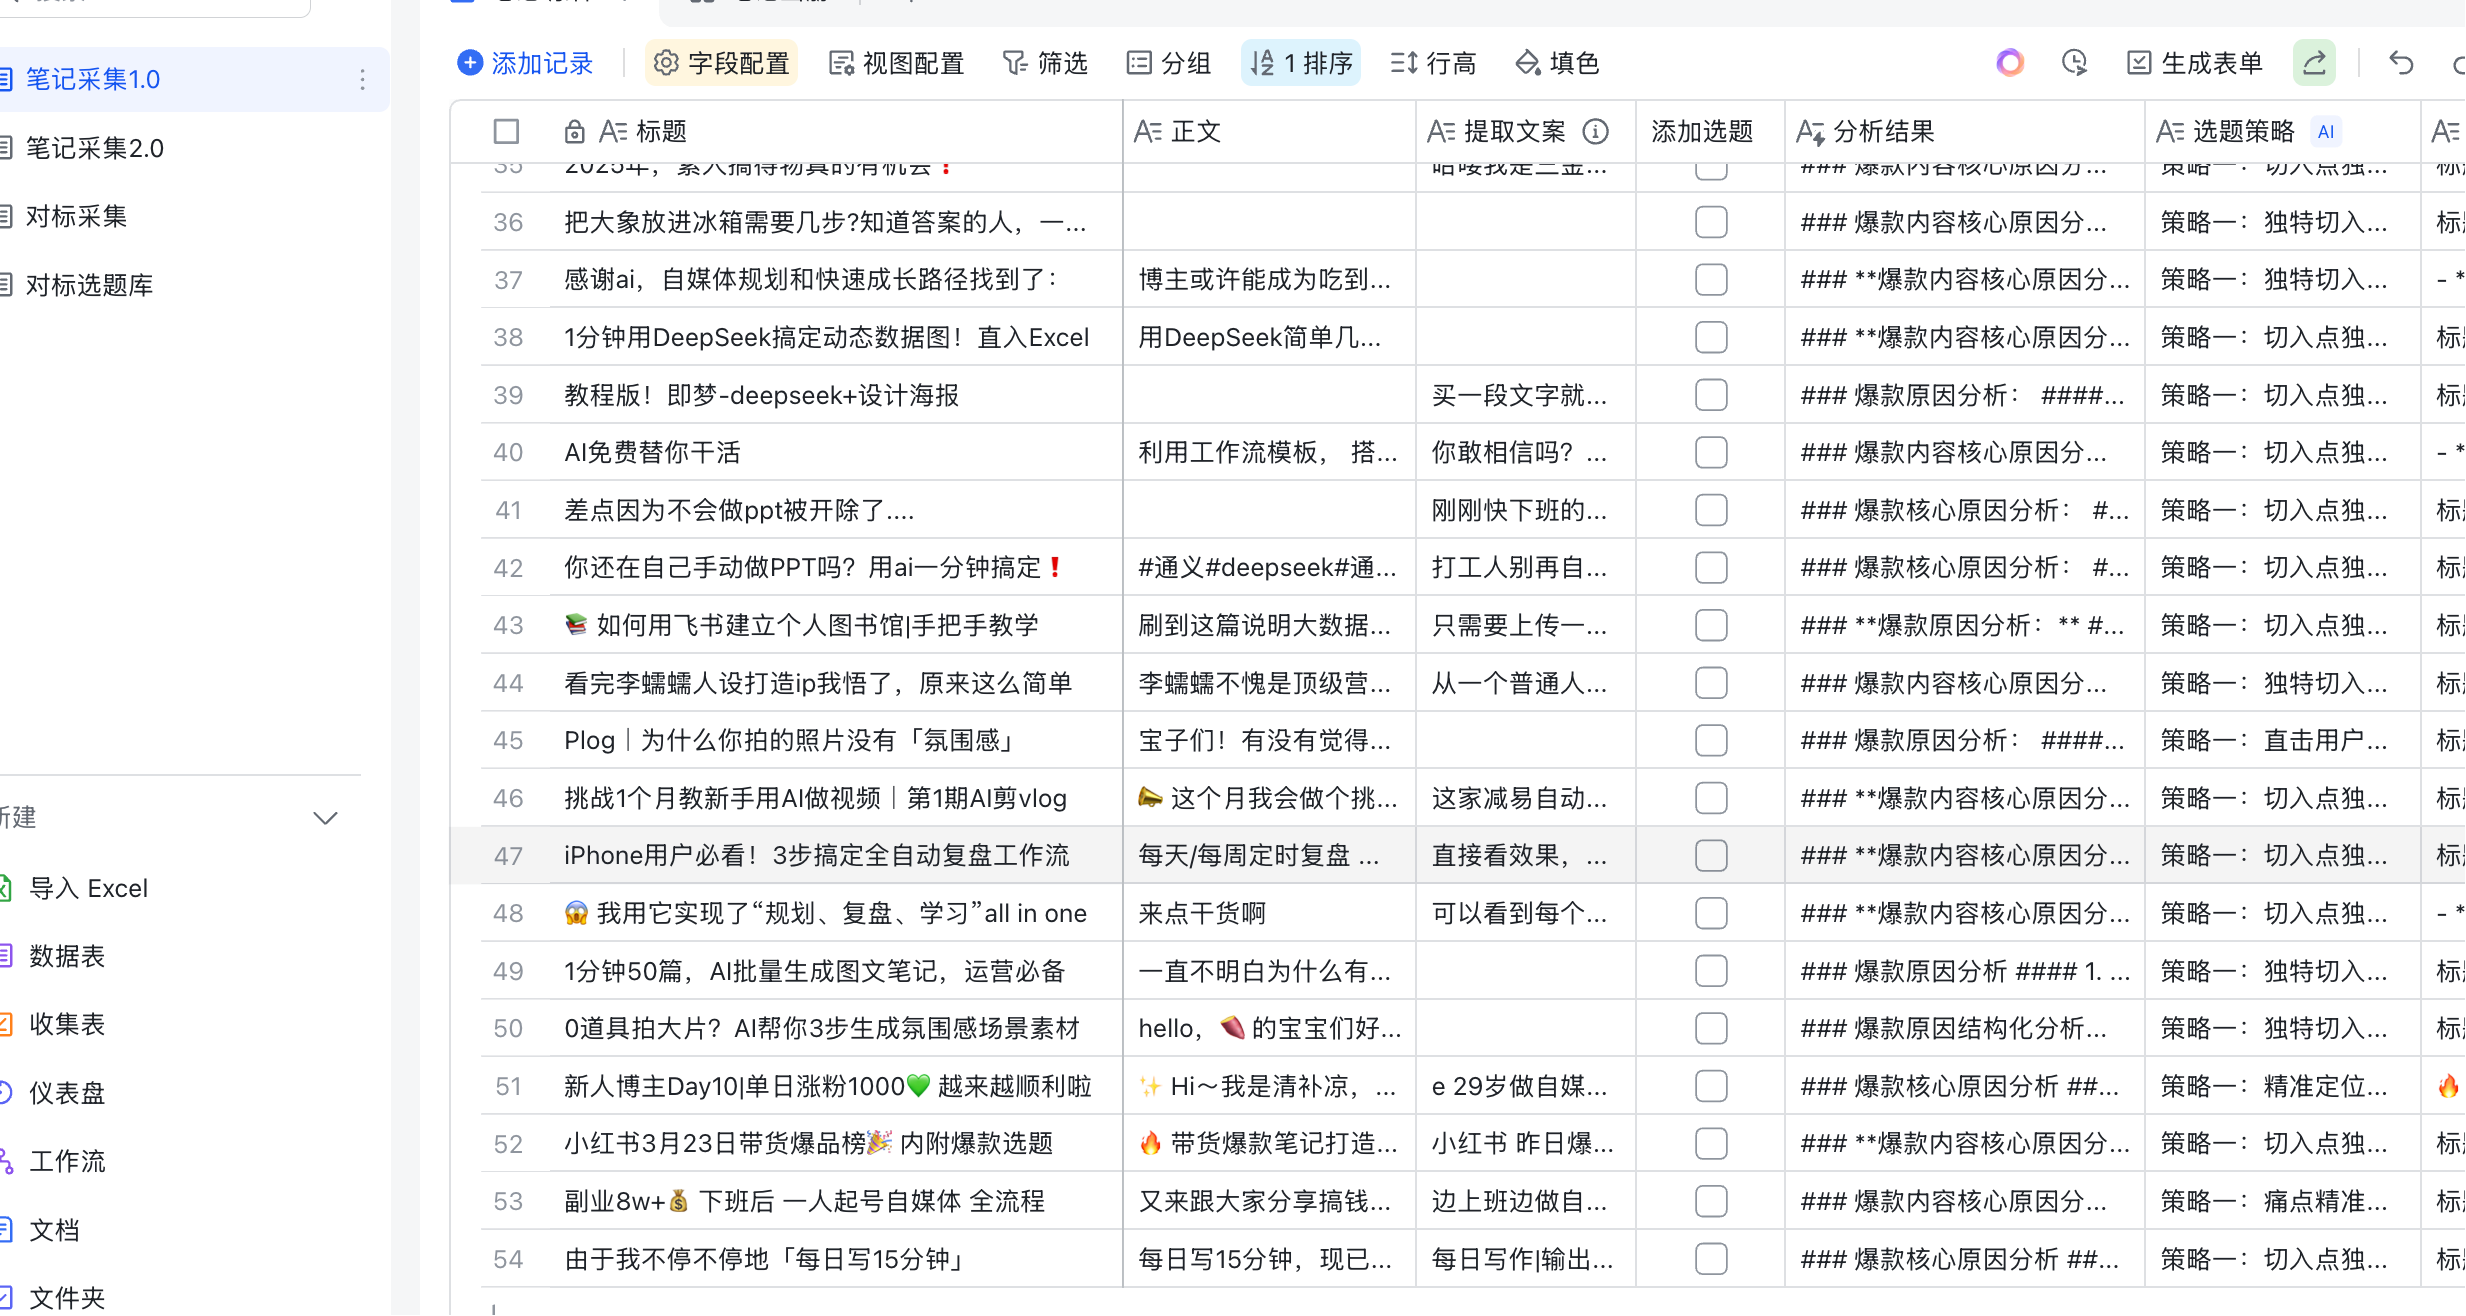 笔记采集1.0
笔记采集2.0
对标采集
对标选题库
新建
导入 Excel
数据表
收集表
仪表盘
工作流
文档
文件夹
添加记录 字段配置 视图配置 筛选 分组 1 排序 行高 填色 生成表单
标题 正文 提取文案 添加选题 分析结果 选题策略 AI
35 2025年，素人搞得物真的有机会❗ 哈喽我是三金... ### 爆款内容核心原因分... 策略一：切入点独...
36 把大象放进冰箱需要几步?知道答案的人，一... ### 爆款内容核心原因分... 策略一：独特切入... 标
37 感谢ai，自媒体规划和快速成长路径找到了： 博主或许能成为吃到... ### **爆款内容核心原因分... 策略一：独特切入... - *
38 1分钟用DeepSeek搞定动态数据图！直入Excel 用DeepSeek简单几... ### **爆款内容核心原因分... 策略一：切入点独... 标
39 教程版！即梦-deepseek+设计海报 买一段文字就... ### 爆款原因分析： ####... 策略一：切入点独... 标
40 AI免费替你干活 利用工作流模板， 搭... 你敢相信吗？... ### 爆款内容核心原因分... 策略一：切入点独... - *
41 差点因为不会做ppt被开除了.... 刚刚快下班的... ### 爆款核心原因分析： #... 策略一：切入点独... 标
42 你还在自己手动做PPT吗？用ai一分钟搞定❗ #通义#deepseek#通... 打工人别再自... ### 爆款核心原因分析： #... 策略一：切入点独... 标
43 📚 如何用飞书建立个人图书馆|手把手教学 刷到这篇说明大数据... 只需要上传一... ### **爆款原因分析：** #... 策略一：切入点独... 标
44 看完李蠕蠕人设打造ip我悟了，原来这么简单 李蠕蠕不愧是顶级营... 从一个普通人... ### 爆款内容核心原因分... 策略一：独特切入... 标
45 Plog｜为什么你拍的照片没有「氛围感」 宝子们！有没有觉得... ### 爆款原因分析： ####... 策略一：直击用户... 标
46 挑战1个月教新手用AI做视频｜第1期AI剪vlog 📣 这个月我会做个挑... 这家减易自动... ### **爆款内容核心原因分... 策略一：切入点独... 标
47 iPhone用户必看！3步搞定全自动复盘工作流 每天/每周定时复盘 ... 直接看效果，... ### **爆款内容核心原因分... 策略一：切入点独... 标
48 😱 我用它实现了“规划、复盘、学习”all in one 来点干货啊 可以看到每个... ### **爆款内容核心原因分... 策略一：切入点独... - *
49 1分钟50篇，AI批量生成图文笔记，运营必备 一直不明白为什么有... ### 爆款原因分析 #### 1. ... 策略一：独特切入... 标
50 0道具拍大片？AI帮你3步生成氛围感场景素材 hello，🍠 的宝宝们好... ### 爆款原因结构化分析... 策略一：独特切入... 标
51 新人博主Day10|单日涨粉1000💚 越来越顺利啦 ✨ Hi～我是清补凉，... e 29岁做自媒... ### 爆款核心原因分析 ##... 策略一：精准定位... 🔥
52 小红书3月23日带货爆品榜🎉 内附爆款选题 🔥 带货爆款笔记打造... 小红书 昨日爆... ### **爆款内容核心原因分... 策略一：切入点独... 标
53 副业8w+💰 下班后 一人起号自媒体 全流程 又来跟大家分享搞钱... 边上班边做自... ### 爆款内容核心原因分... 策略一：痛点精准... 标
54 由于我不停不停地「每日写15分钟」 每日写15分钟，现已... 每日写作|输出... ### 爆款核心原因分析 ##... 策略一：切入点独... 标